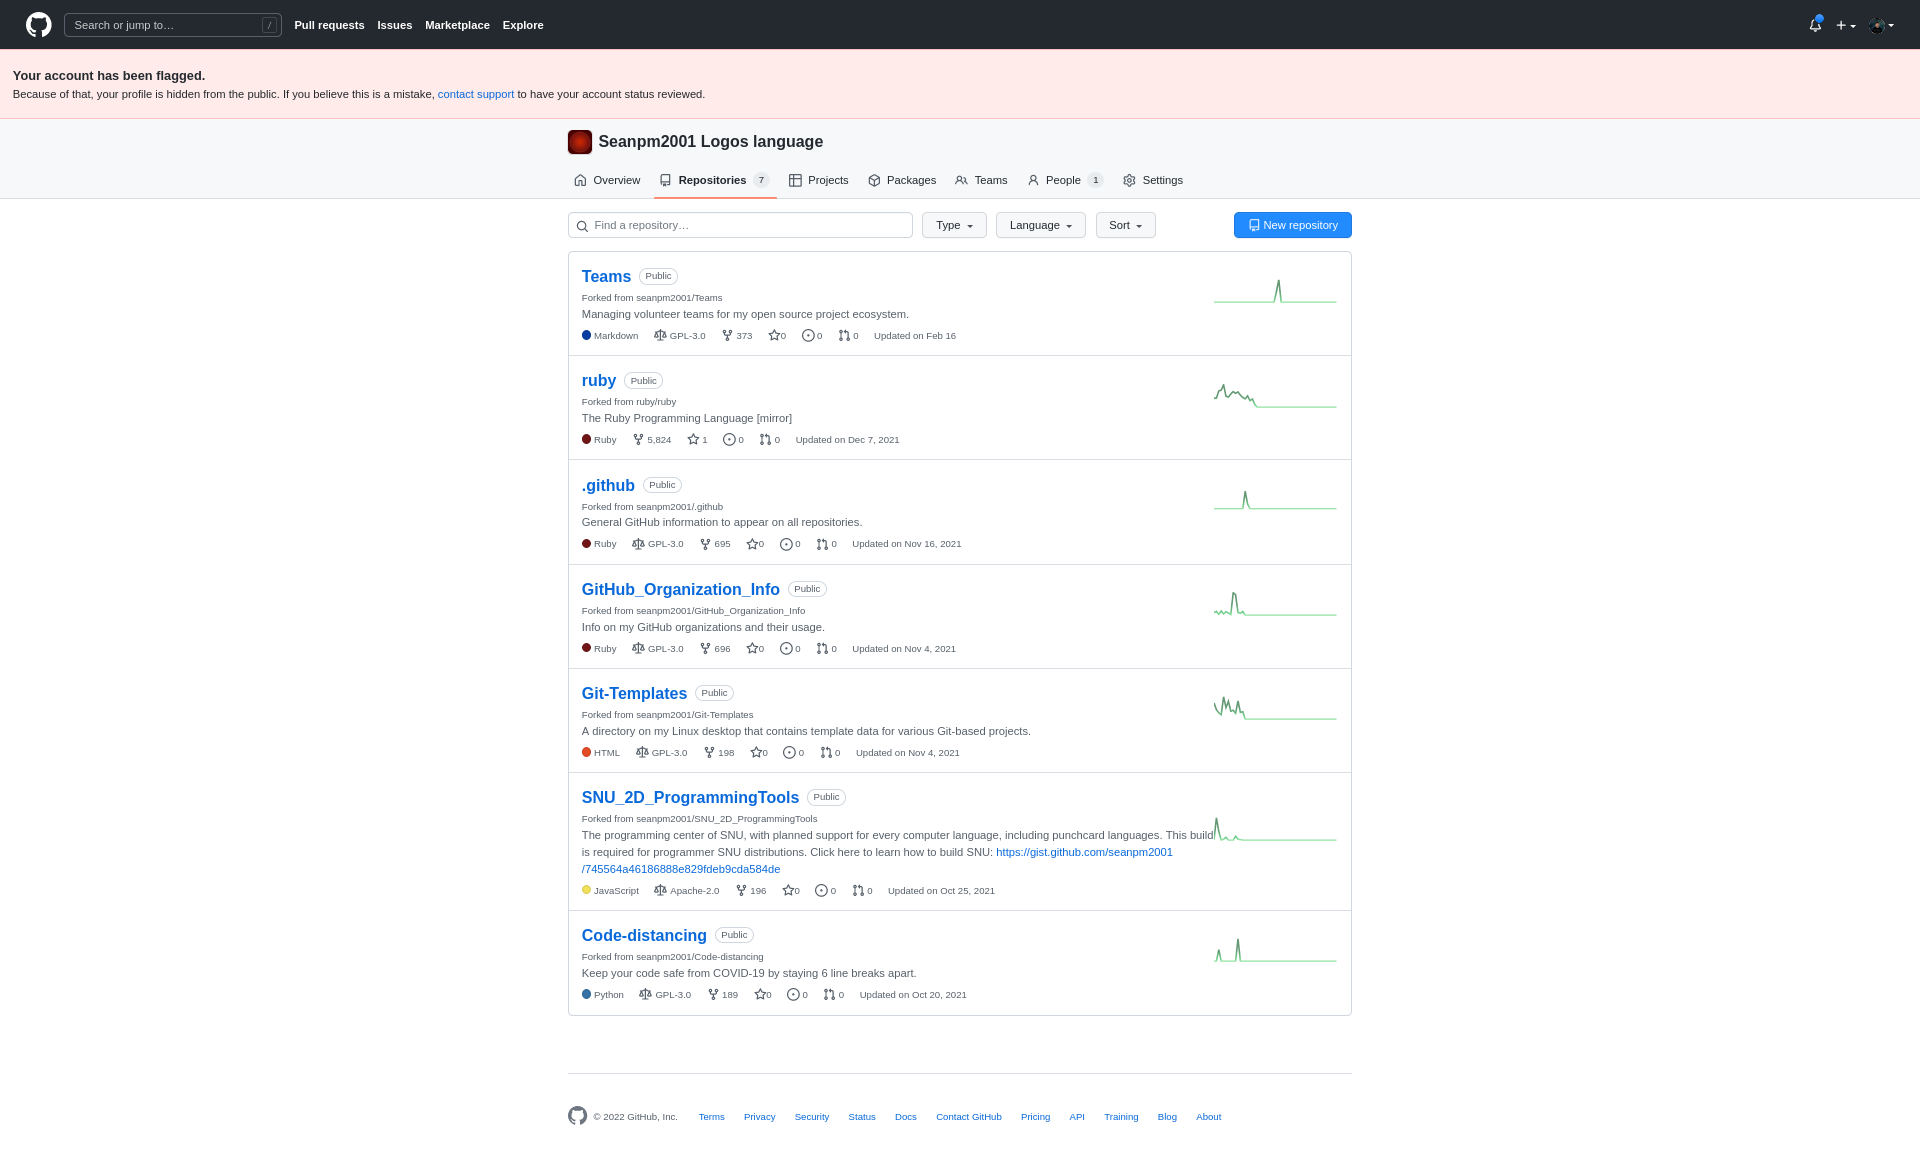 Search or jump to… /
Pull requests Issues Marketplace Explore
Your account has been flagged.
Because of that, your profile is hidden from the public. If you believe this is a mistake, contact support to have your account status reviewed.
Seanpm2001 Logos language
Overview Repositories 7 Projects Packages Teams People 1 Settings
Find a repository… Type Language Sort New repository
Teams Public
Forked from seanpm2001/Teams
Managing volunteer teams for my open source project ecosystem.
Markdown GPL-3.0 373 0 0 0 Updated on Feb 16
ruby Public
Forked from ruby/ruby
The Ruby Programming Language [mirror]
Ruby 5,824 1 0 0 Updated on Dec 7, 2021
.github Public
Forked from seanpm2001/.github
General GitHub information to appear on all repositories.
Ruby GPL-3.0 695 0 0 0 Updated on Nov 16, 2021
GitHub_Organization_Info Public
Forked from seanpm2001/GitHub_Organization_Info
Info on my GitHub organizations and their usage.
Ruby GPL-3.0 696 0 0 0 Updated on Nov 4, 2021
Git-Templates Public
Forked from seanpm2001/Git-Templates
A directory on my Linux desktop that contains template data for various Git-based projects.
HTML GPL-3.0 198 0 0 0 Updated on Nov 4, 2021
SNU_2D_ProgrammingTools Public
Forked from seanpm2001/SNU_2D_ProgrammingTools
The programming center of SNU, with planned support for every computer language, including punchcard languages. This build
is required for programmer SNU distributions. Click here to learn how to build SNU: https://gist.github.com/seanpm2001
/745564a46186888e829fdeb9cda584de
JavaScript Apache-2.0 196 0 0 0 Updated on Oct 25, 2021
Code-distancing Public
Forked from seanpm2001/Code-distancing
Keep your code safe from COVID-19 by staying 6 line breaks apart.
Python GPL-3.0 189 0 0 0 Updated on Oct 20, 2021
© 2022 GitHub, Inc. Terms Privacy Security Status Docs Contact GitHub Pricing API Training Blog About